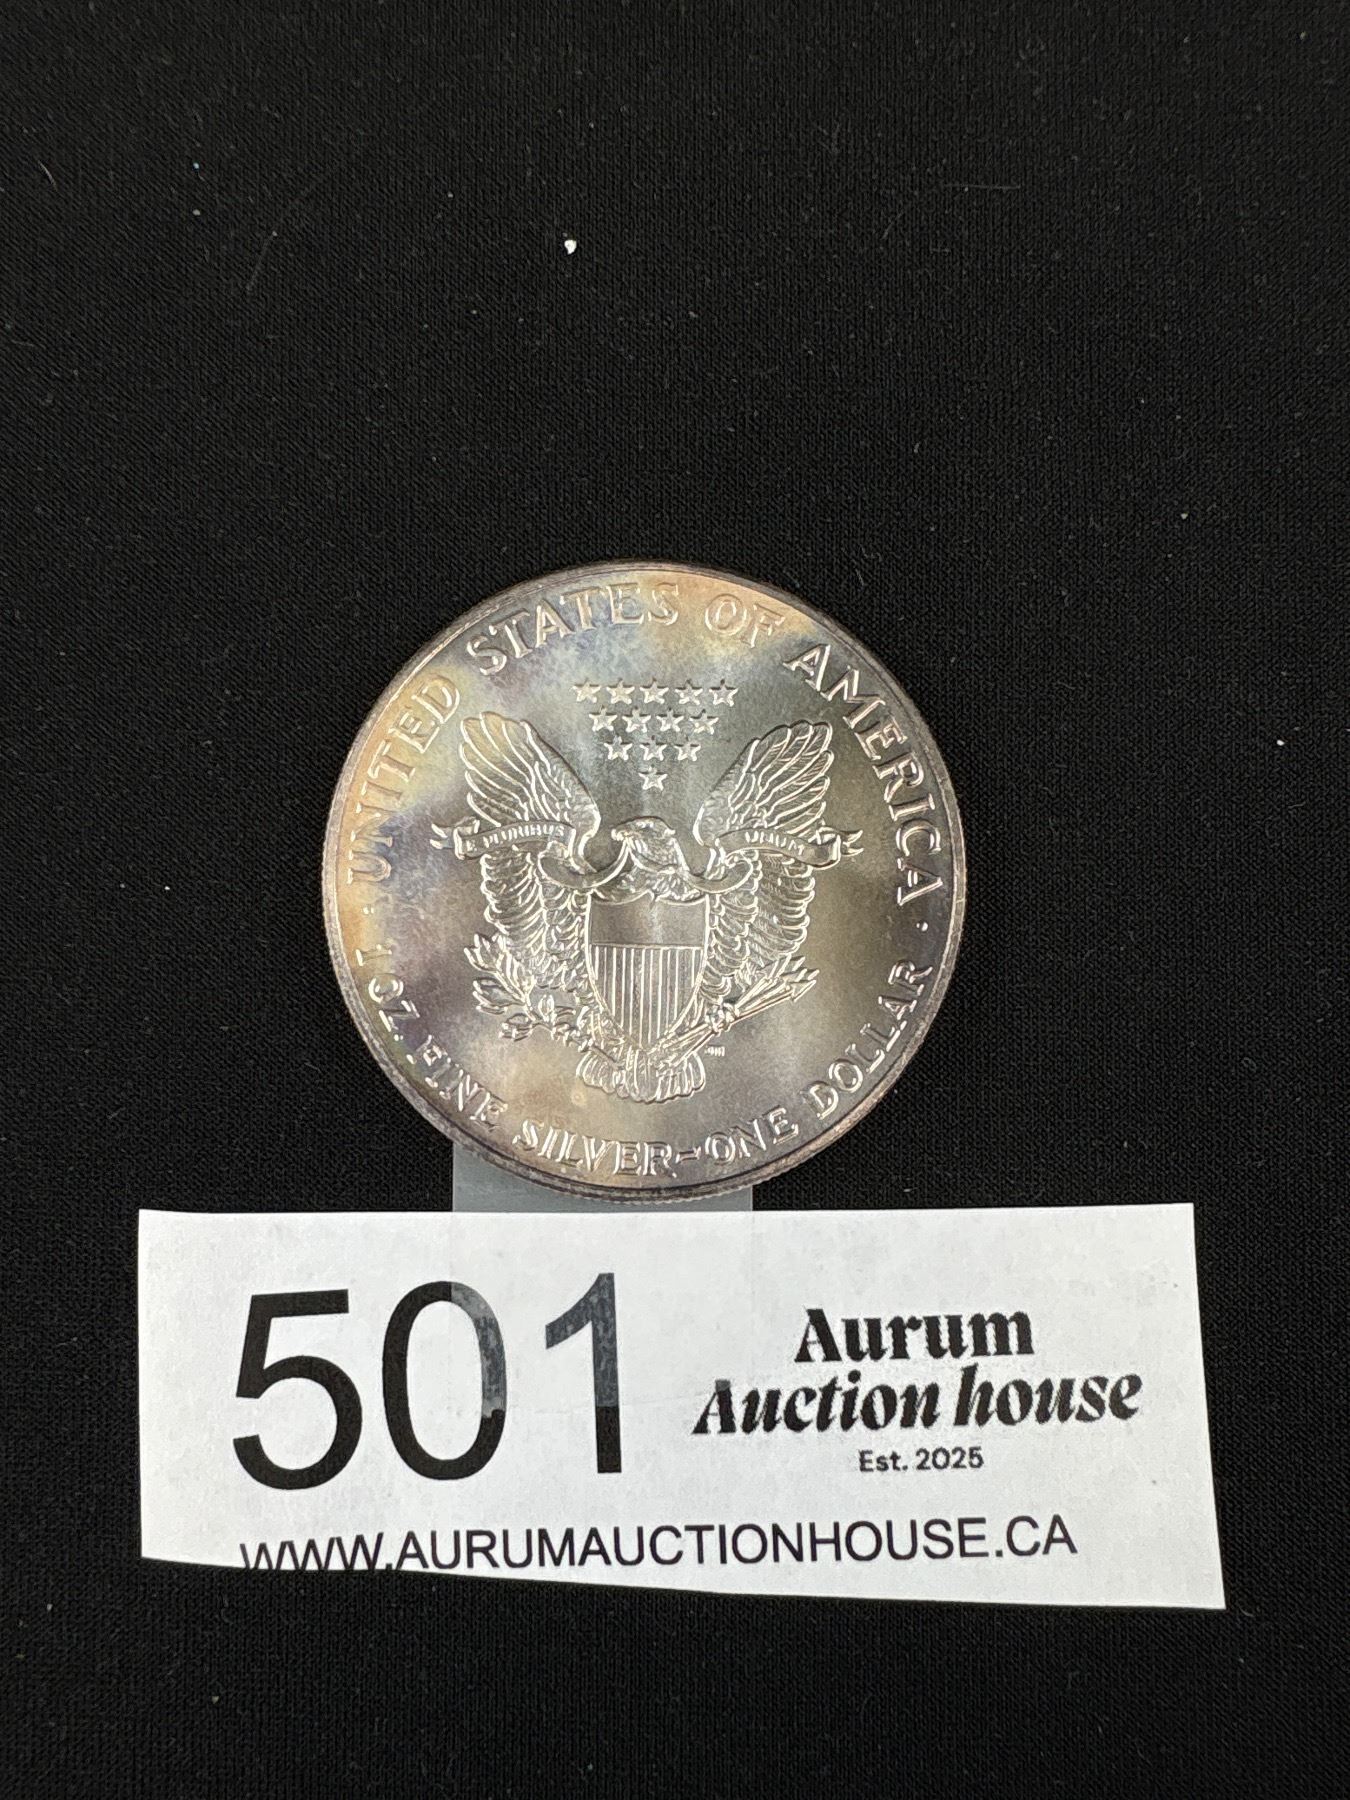 UNITED STATES OF AMERICA
E PLURIBUS UNUM
1 OZ. FINE SILVER–ONE DOLLAR
501
Aurum
Auction house
Est. 2025
WWW.AURUMAUCTIONHOUSE.CA